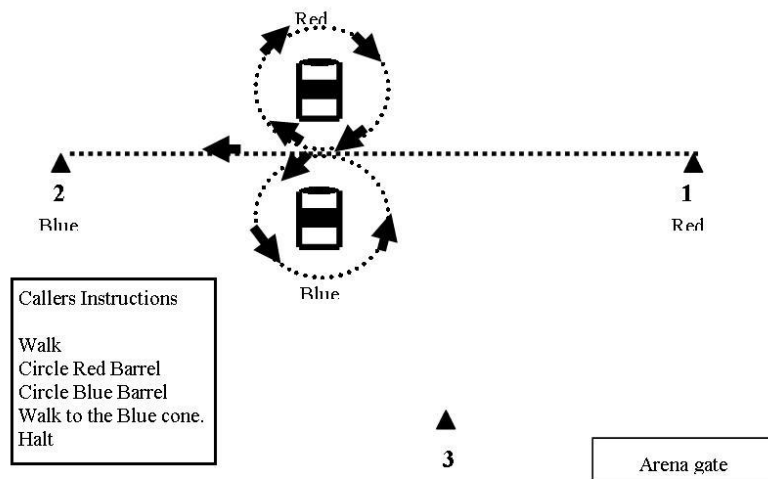 Red
2
1
Blue
Red
Blue
Callers Instructions
Walk
Circle Red Barrel
Circle Blue Barrel
Walk to the Blue cone.
Halt
3
Arena gate